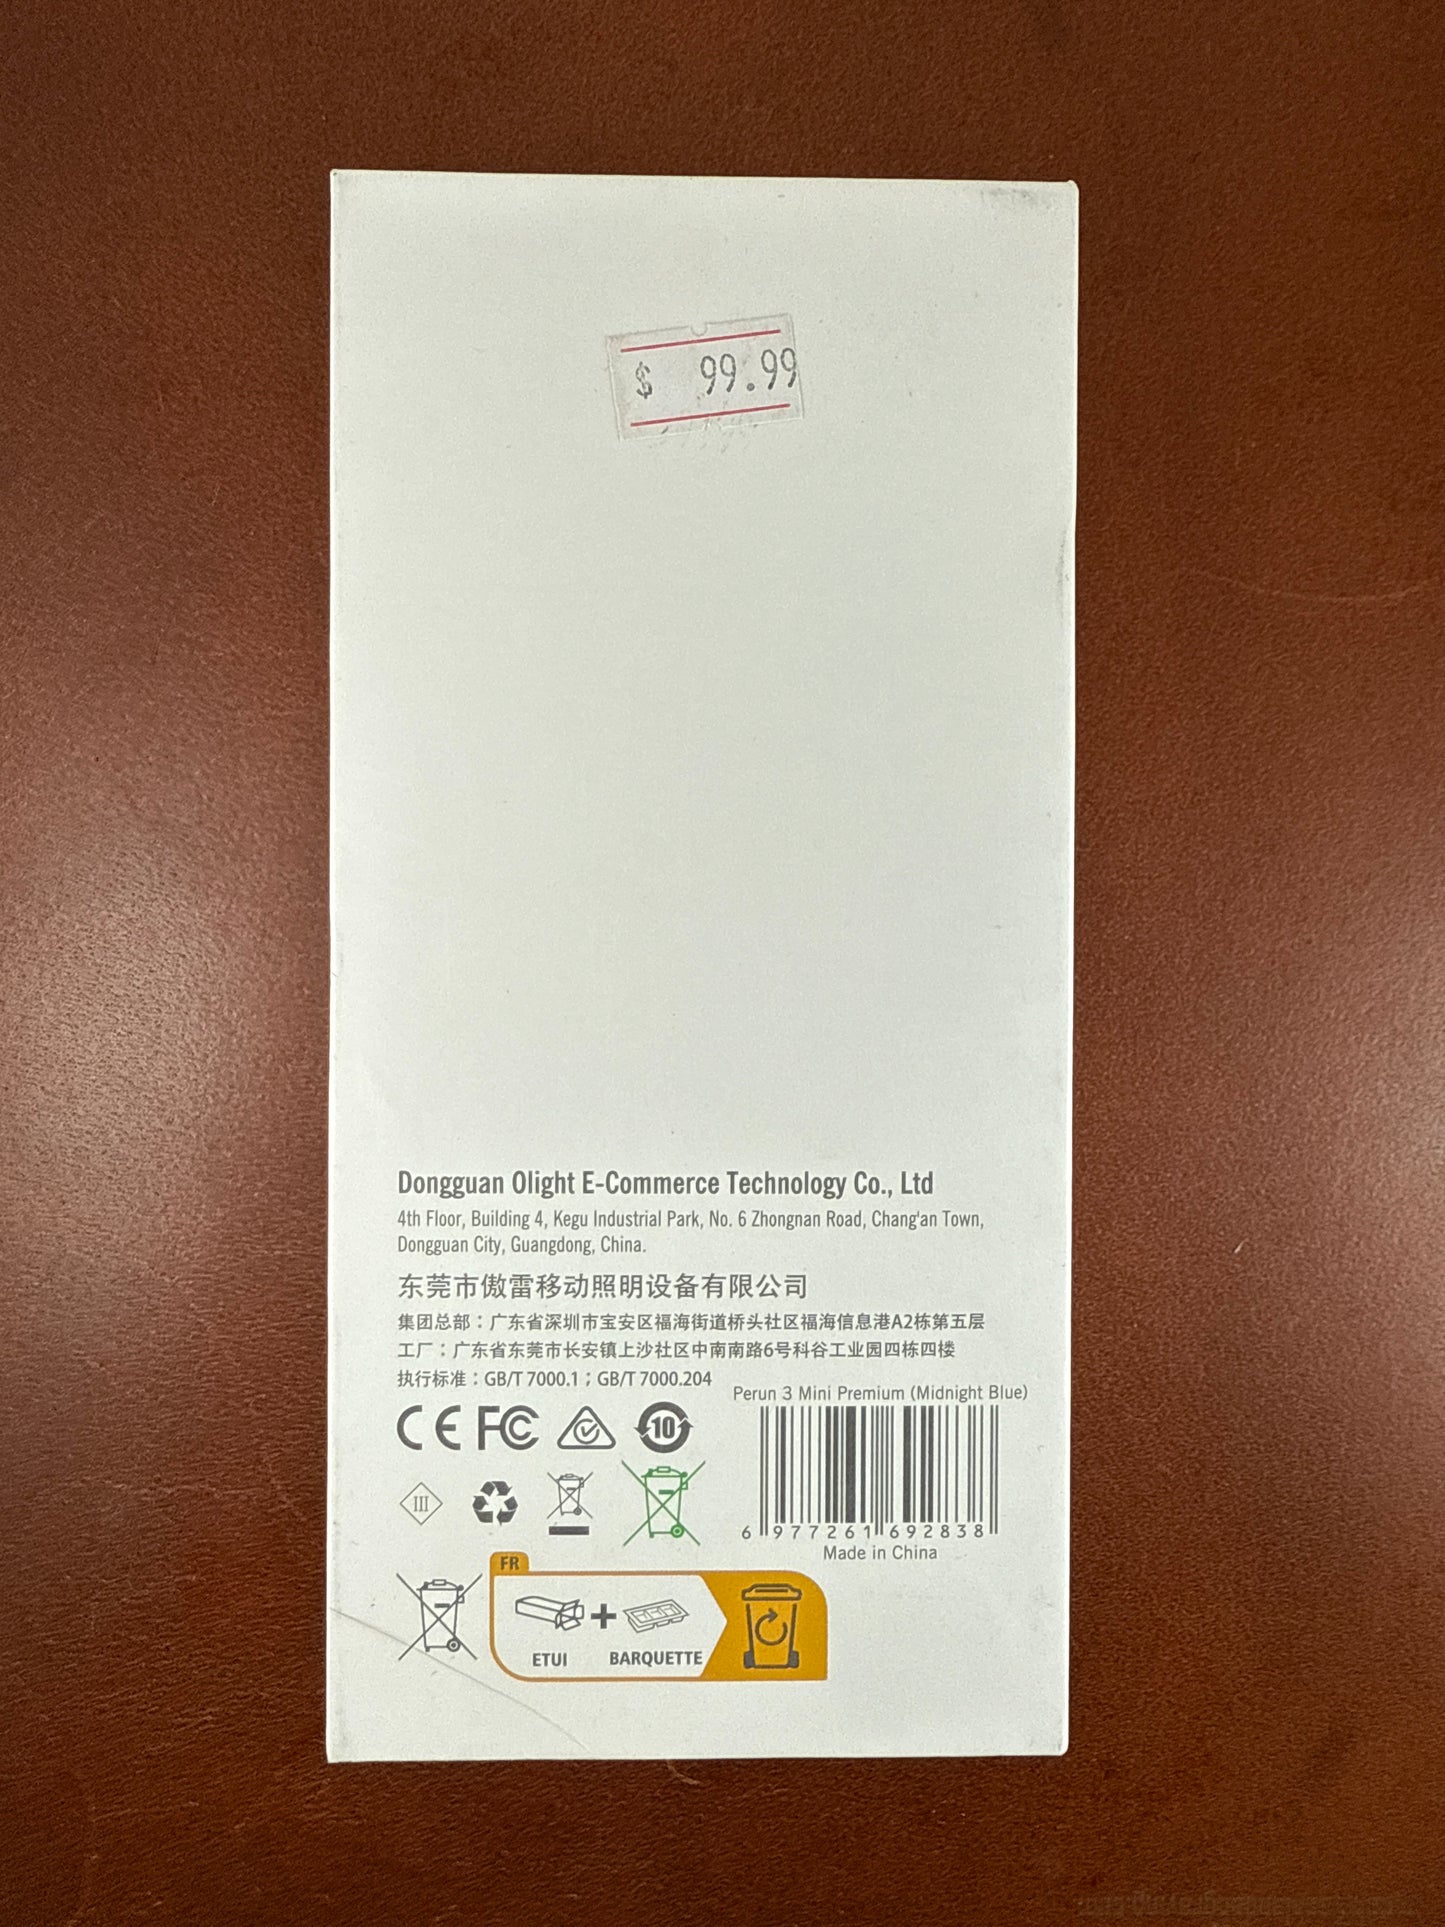 $ 99.99
Dongguan Olight E-Commerce Technology Co., Ltd
4th Floor, Building 4, Kegu Industrial Park, No. 6 Zhongnan Road, Chang'an Town,
Dongguan City, Guangdong, China.
东莞市傲雷移动照明设备有限公司
集团总部：广东省深圳市宝安区福海街道桥头社区福海信息港A2栋第五层
工厂：广东省东莞市长安镇上沙社区中南南路6号科谷工业园四栋四楼
执行标准：GB/T 7000.1；GB/T 7000.204
Perun 3 Mini Premium (Midnight Blue)
CE FC 10
III
6 977261 692838
Made in China
FR
ETUI + BARQUETTE